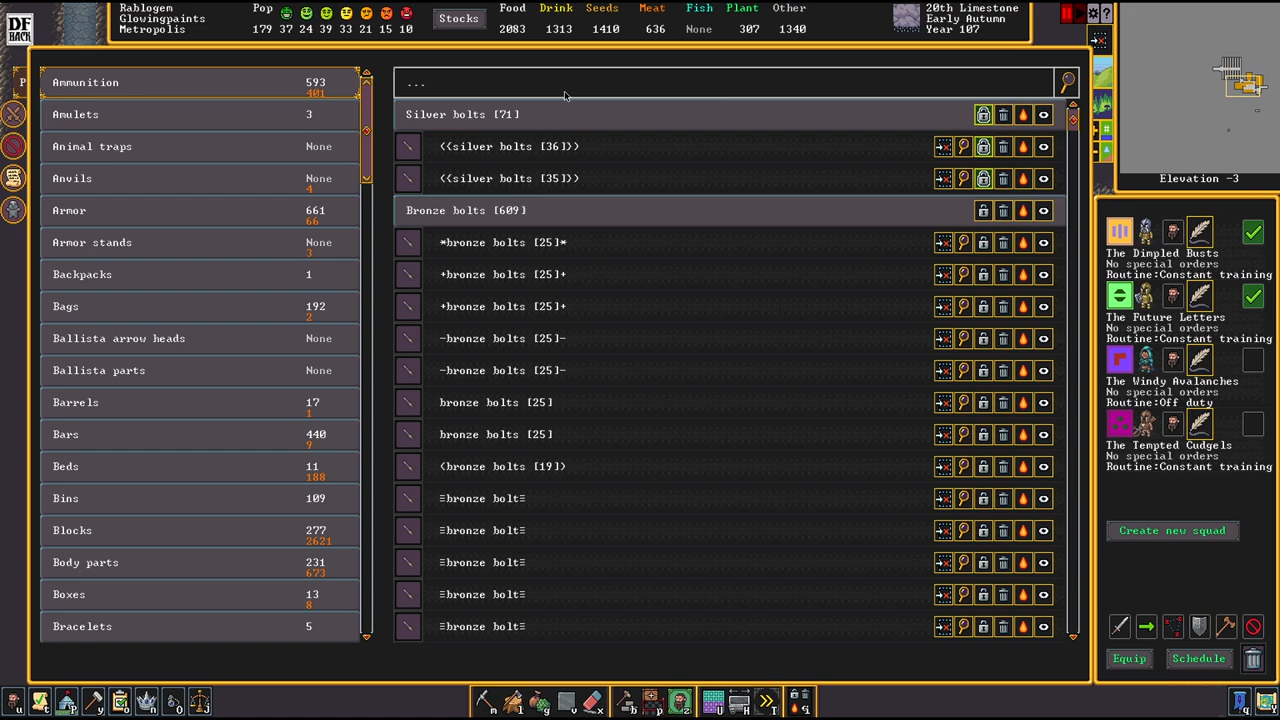 DF
HACK
Rablogem
Glowingpaints
Metropolis
Pop
179 37 24 39 33 21 15 10
Stocks
Food Drink Seeds Meat Fish Plant Other
2083 1313 1410 636 None 307 1340
20th Limestone
Early Autumn
Year 107
Elevation -3
Ammunition 593
401
Amulets 3
Animal traps None
Anvils None
4
Armor 661
66
Armor stands None
3
Backpacks 1
Bags 192
2
Ballista arrow heads None
Ballista parts None
Barrels 17
1
Bars 440
9
Beds 11
188
Bins 109
Blocks 277
2621
Body parts 231
673
Boxes 13
8
Bracelets 5
...
Silver bolts [71]
((silver bolts [36]))
((silver bolts [35]))
Bronze bolts [609]
*bronze bolts [25]*
+bronze bolts [25]+
+bronze bolts [25]+
-bronze bolts [25]-
-bronze bolts [25]-
bronze bolts [25]
bronze bolts [25]
(bronze bolts [19])
≡bronze bolt≡
≡bronze bolt≡
≡bronze bolt≡
≡bronze bolt≡
≡bronze bolt≡
The Dimpled Busts
No special orders
Routine:Constant training
The Future Letters
No special orders
Routine:Constant training
The Windy Avalanches
No special orders
Routine:Off duty
The Tempted Cudgels
No special orders
Routine:Constant training
Create new squad
Equip Schedule